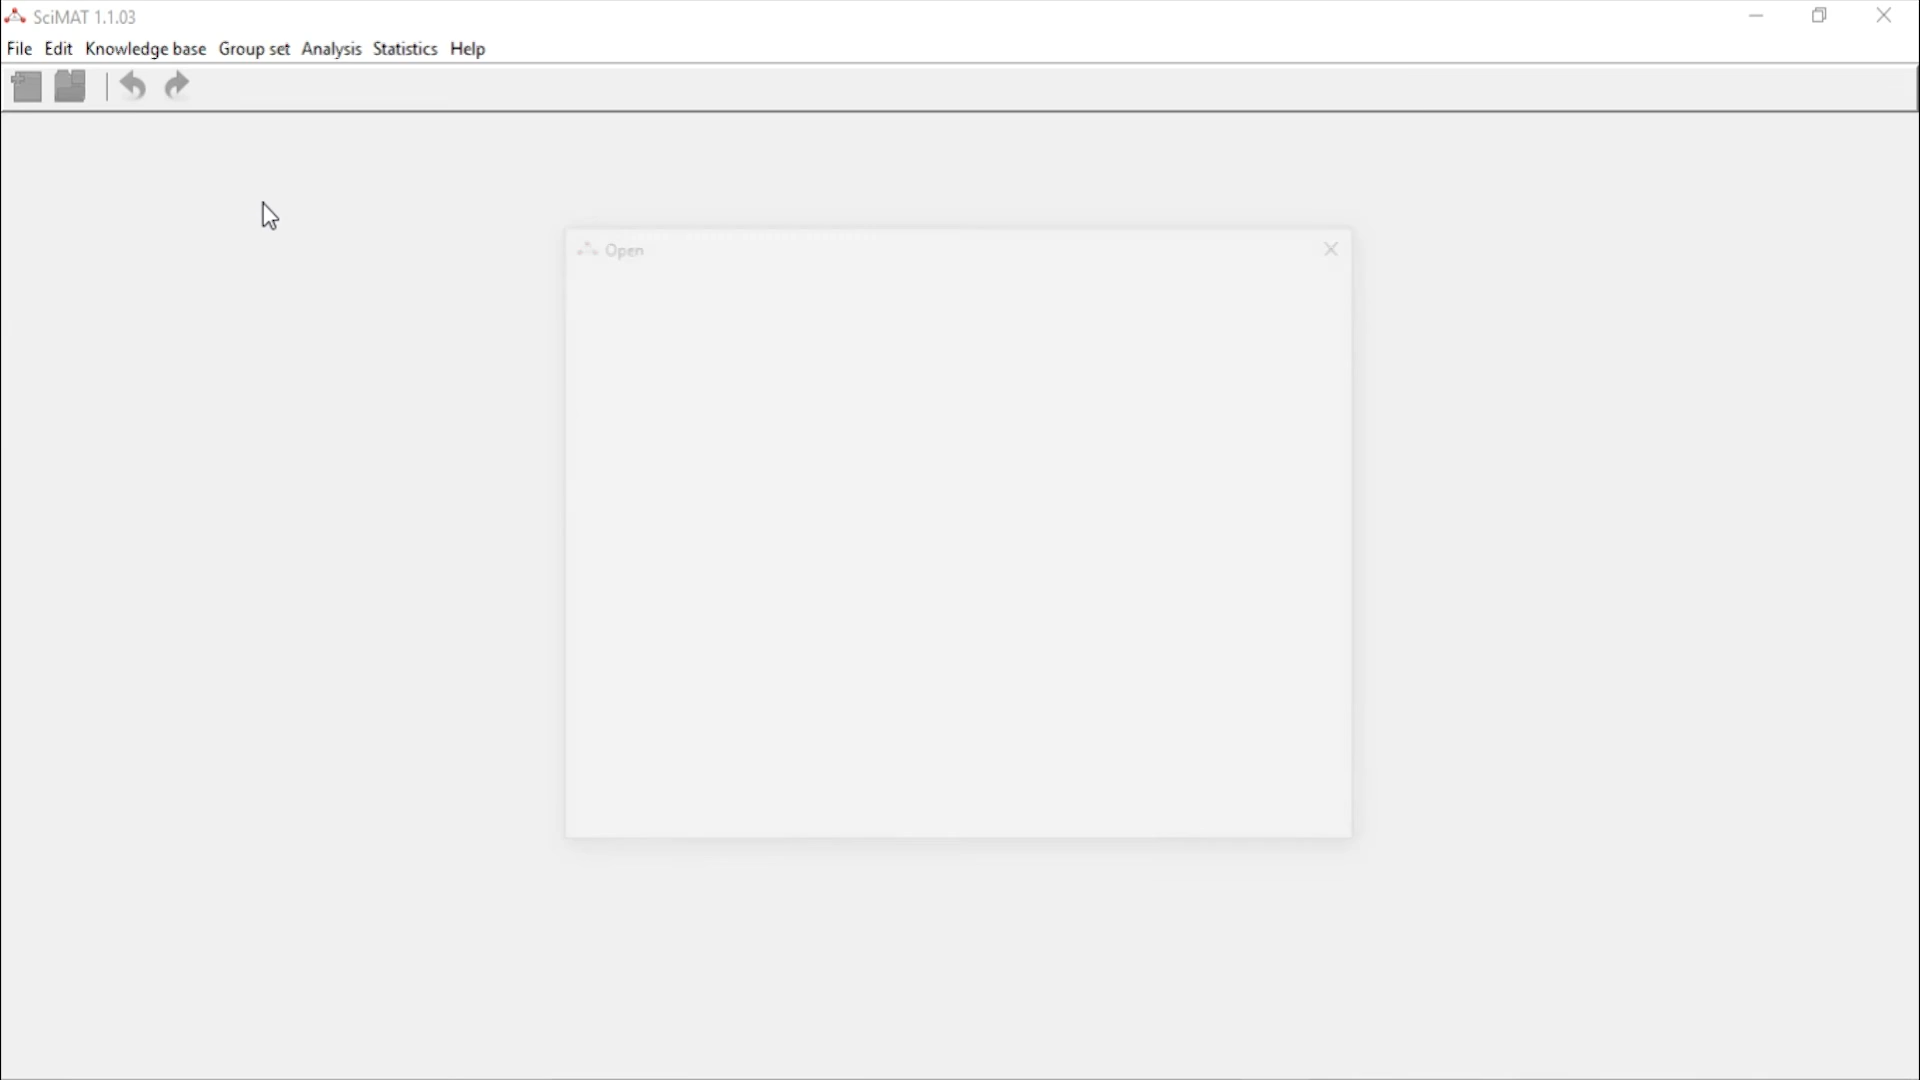 SciMAT 1.1.03
File Edit Knowledge base Group set Analysis Statistics Help
Open